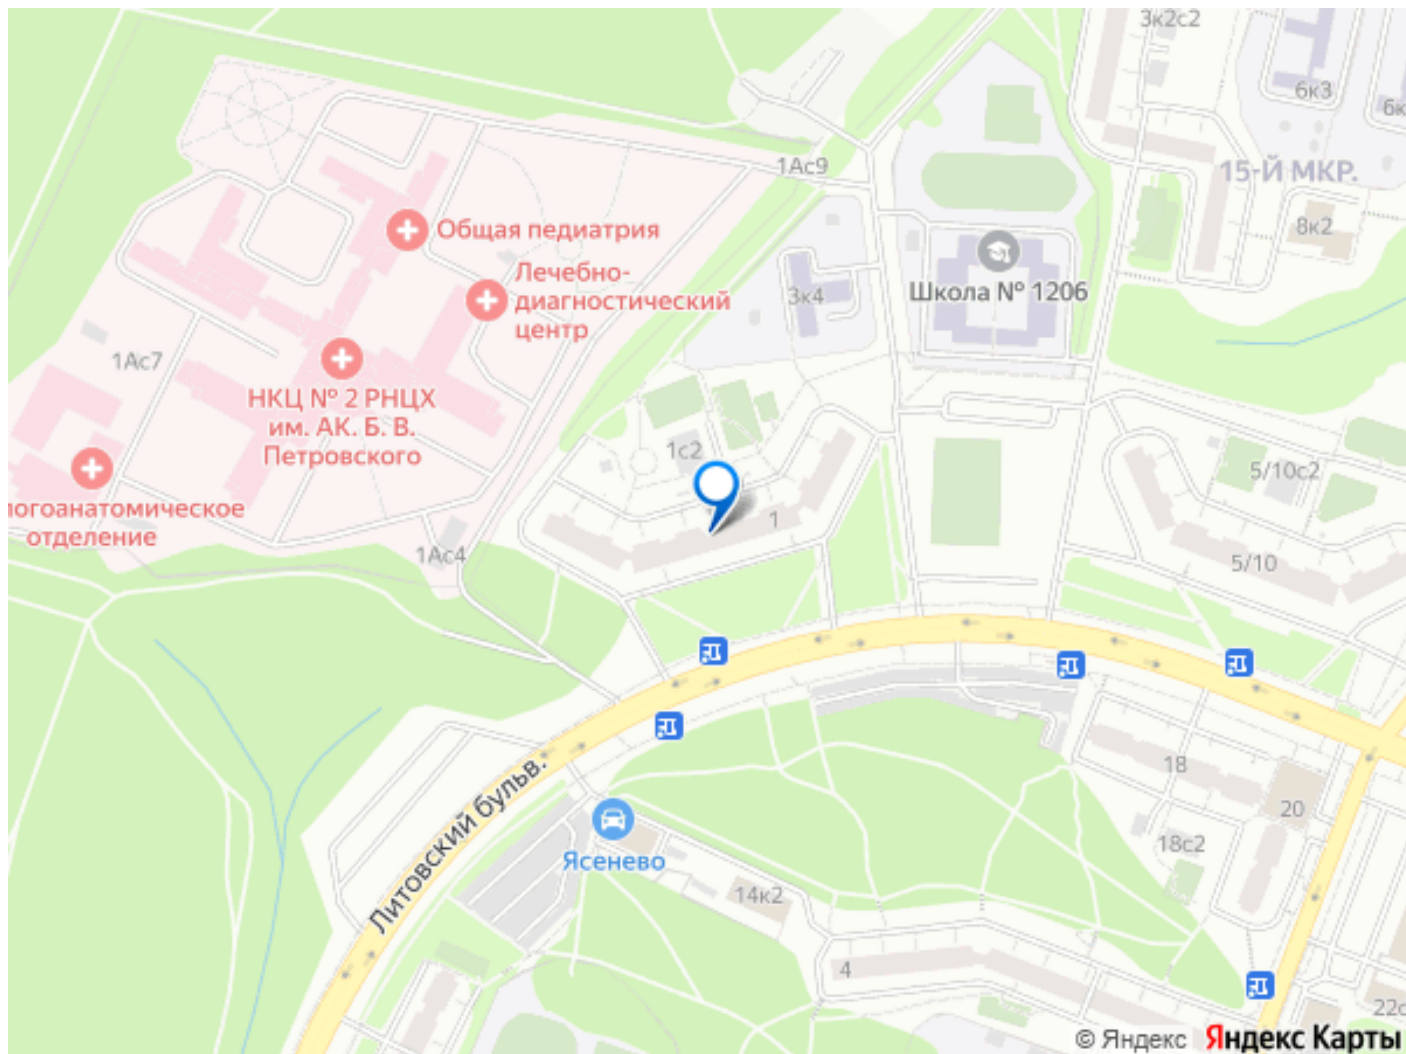 3к2с2
6к3
6к
15-Й МКР.
1Ас9
8к2
Общая педиатрия
Лечебно-
диагностический
центр
3к4
Школа № 1206
1Ас7
НКЦ № 2 РНЦХ
им. АК. Б. В.
Петровского
1с2
5/10с2
логоанатомическое
отделение
1
1Ас4
5/10
Литовский бульв.
18
20
Ясенево
18с2
14к2
4
22с
© Яндекс
Яндекс Карты